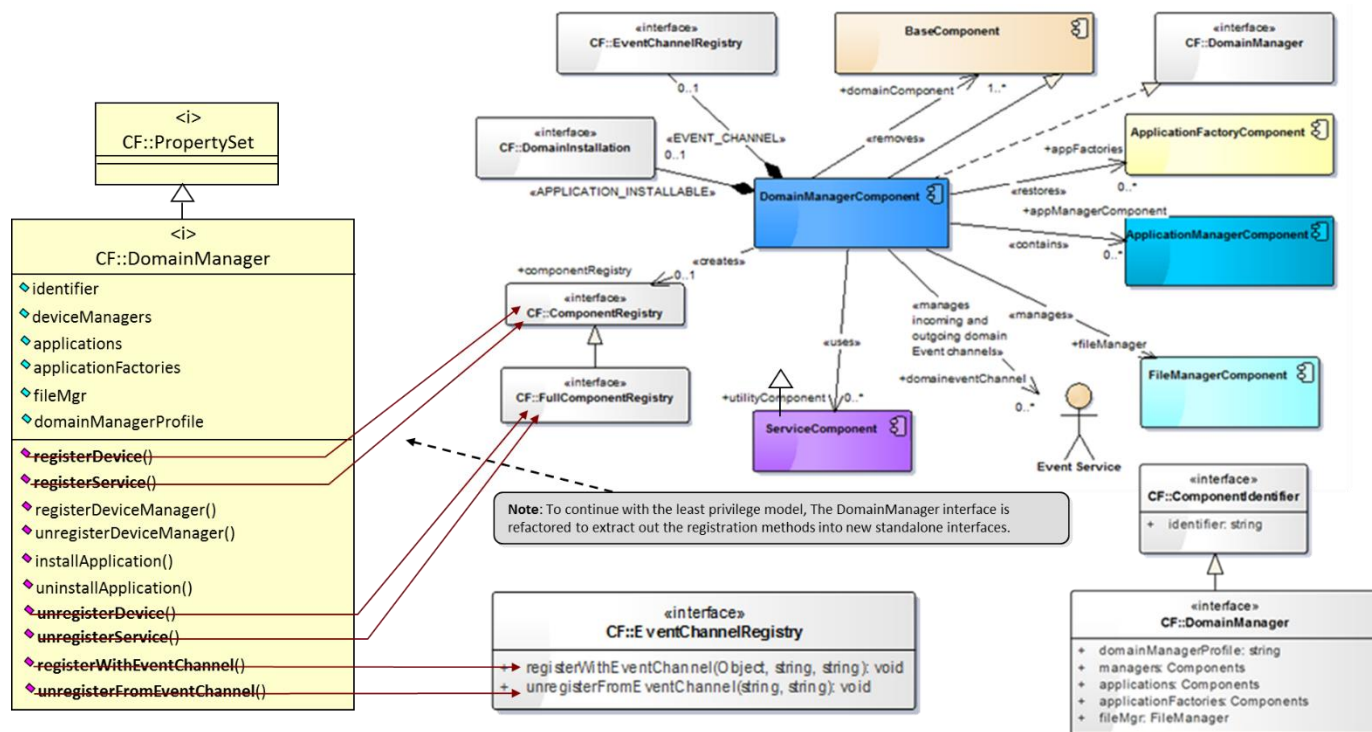 <i>
CF::PropertySet
<i>
CF::DomainManager
identifier
deviceManagers
applications
applicationFactories
fileMgr
domainManagerProfile
registerDevice()
registerService()
registerDeviceManager()
unregisterDeviceManager()
installApplication()
uninstallApplication()
unregisterDevice()
unregisterService()
registerWithEventChannel()
unregisterFromEventChannel()
«interface»
CF::EventChannelRegistry
0..1
«EVENT_CHANNEL»
«interface»
CF::DomainInstallation
0..1
«APPLICATION_INSTALLABLE»
BaseComponent
+domainComponent
1..*
«removes»
«interface»
CF::DomainManager
DomainManagerComponent
ApplicationFactoryComponent
+appFactories
«restores»
0..*
+appManagerComponent
ApplicationManagerComponent
«contains»
0..*
«creates»
+componentRegistry
0..1
«interface»
CF::ComponentRegistry
«interface»
CF::FullComponentRegistry
«uses»
+utilityComponent
0..*
ServiceComponent
«manages
incoming and
outgoing domain
Event channels»
+domaineventChannel
0..*
Event Service
«manages»
+fileManager
FileManagerComponent
Note: To continue with the least privilege model, The DomainManager interface is
refactored to extract out the registration methods into new standalone interfaces.
«interface»
CF::EventChannelRegistry
+ registerWithEventChannel(Object, string, string): void
+ unregisterFromEventChannel(string, string): void
«interface»
CF::ComponentIdentifier
+ identifier: string
«interface»
CF::DomainManager
+ domainManagerProfile: string
+ managers: Components
+ applications: Components
+ applicationFactories: Components
+ fileMgr: FileManager